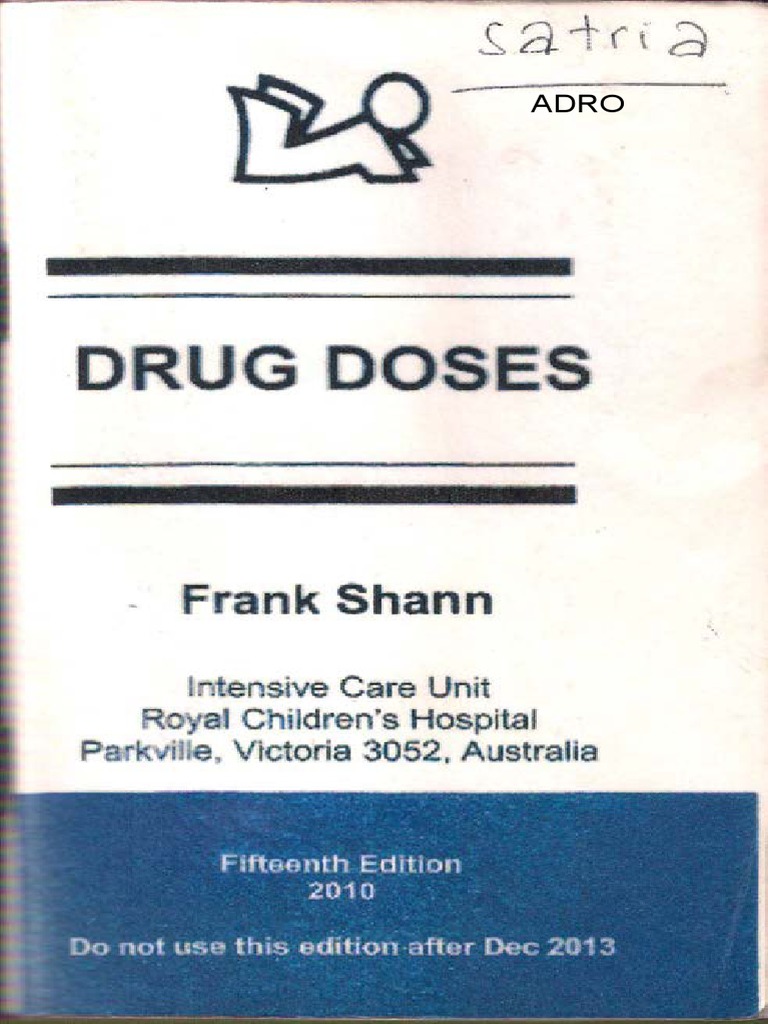 satria
ADRO
DRUG DOSES
Frank Shann
Intensive Care Unit
Royal Children's Hospital
Parkville, Victoria 3052, Australia
Fifteenth Edition
2010
Do not use this edition after Dec 2013